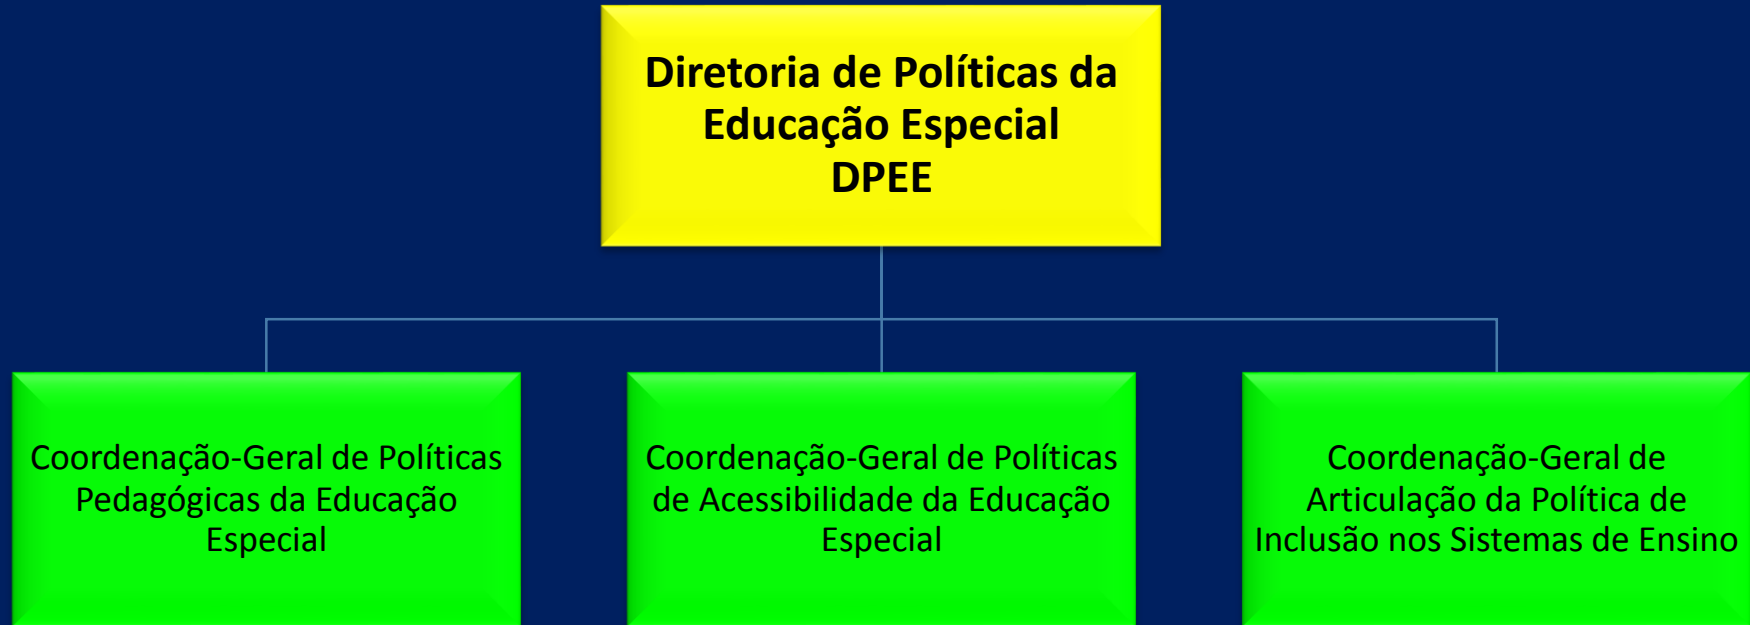 Diretoria de Políticas da
Educação Especial
DPEE
Coordenação-Geral de Políticas
Pedagógicas da Educação
Especial
Coordenação-Geral de Políticas
de Acessibilidade da Educação
Especial
Coordenação-Geral de
Articulação da Política de
Inclusão nos Sistemas de Ensino